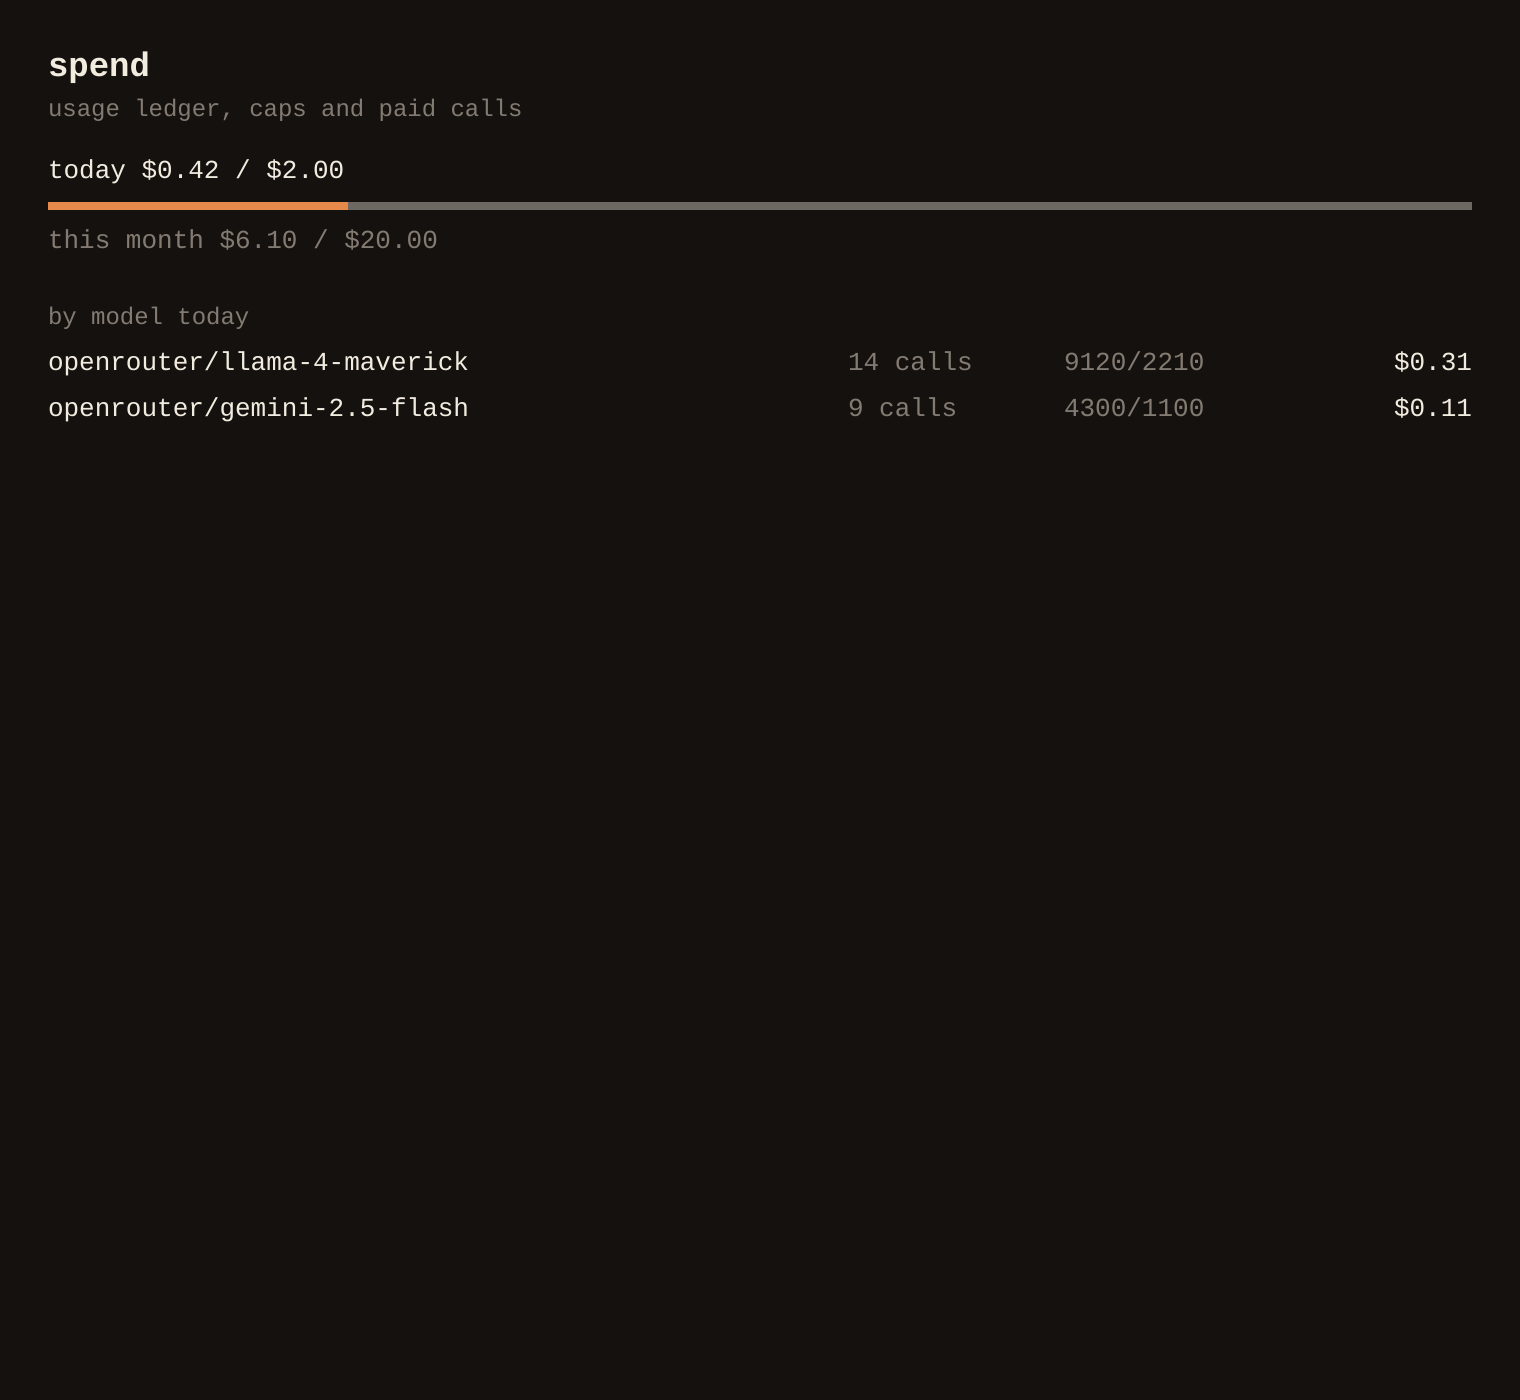 spend
usage ledger, caps and paid calls
today $0.42 / $2.00
this month $6.10 / $20.00
by model today
openrouter/llama-4-maverick 14 calls 9120/2210 $0.31
openrouter/gemini-2.5-flash 9 calls 4300/1100 $0.11